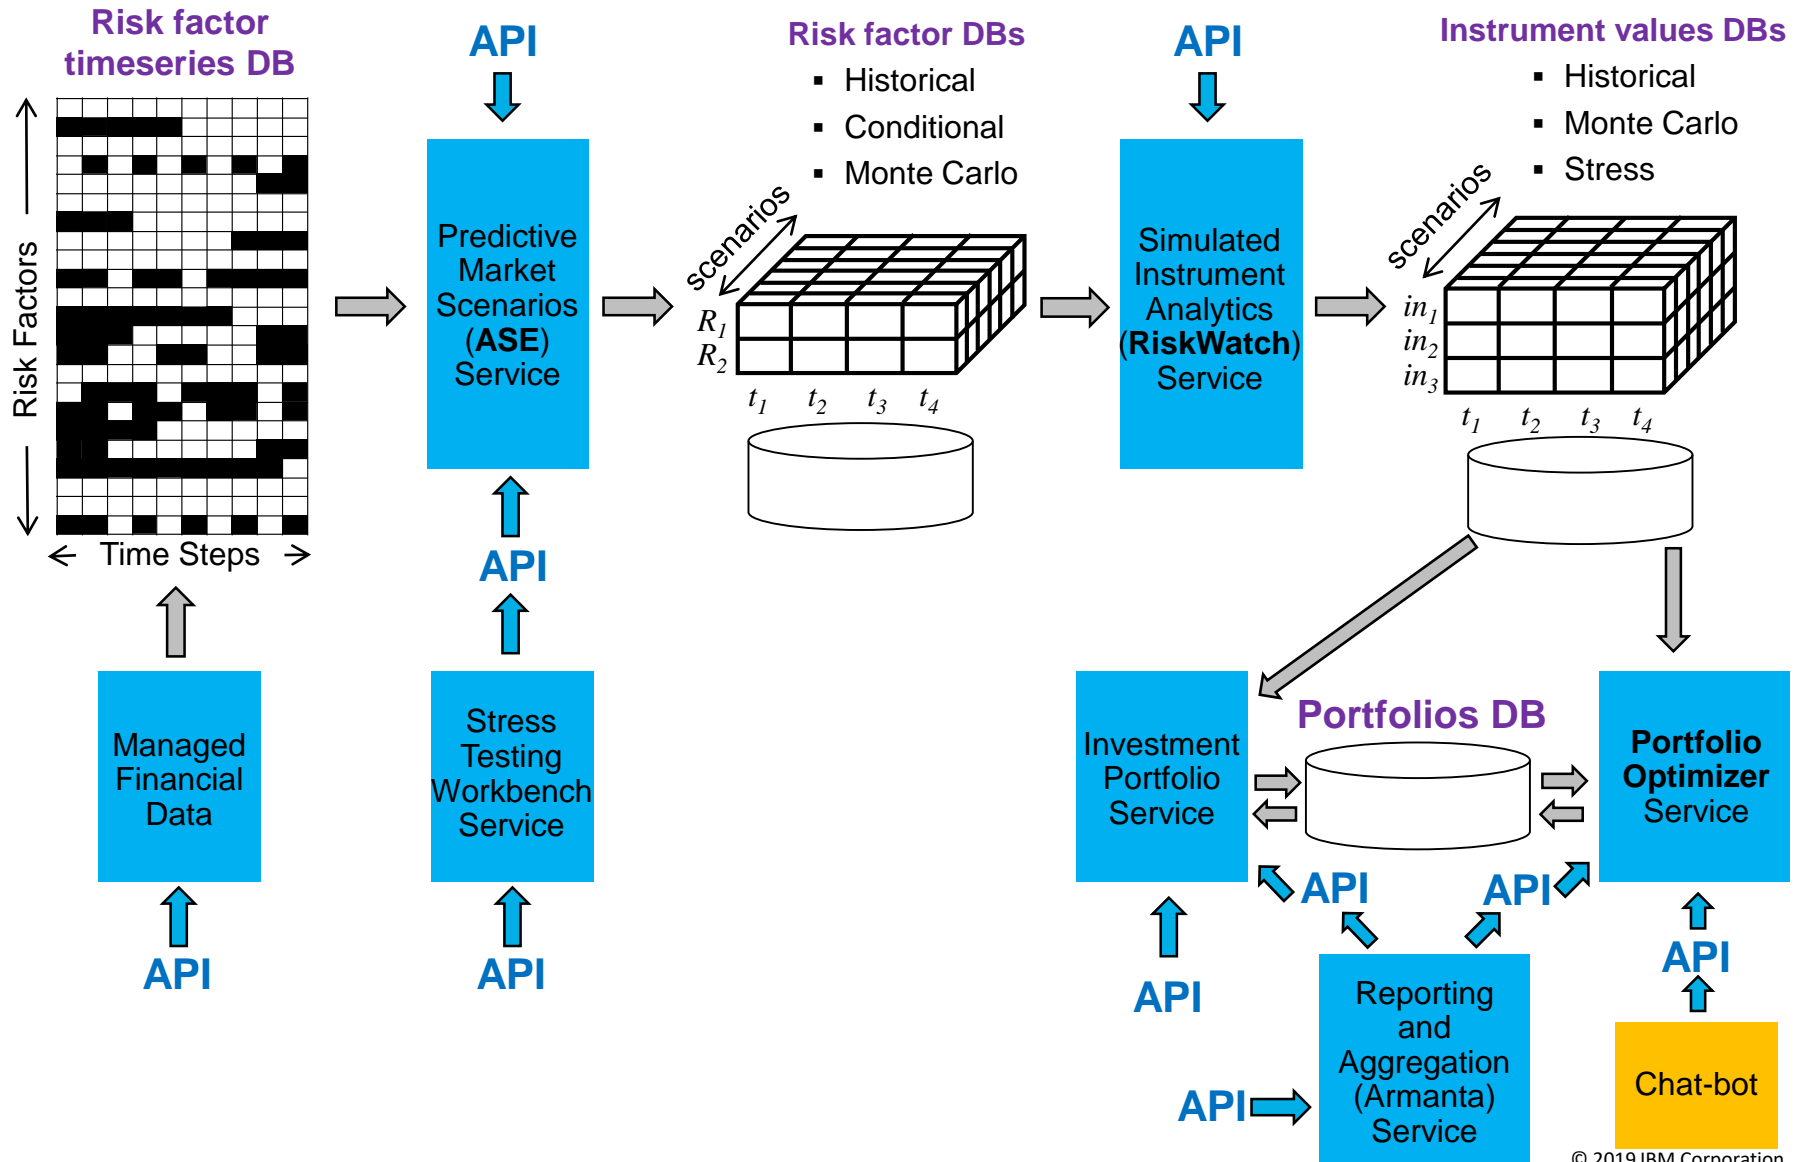 Risk factor
timeseries DB
API
Risk factor DBs
▪ Historical
▪ Conditional
▪ Monte Carlo
API
Instrument values DBs
▪ Historical
▪ Monte Carlo
▪ Stress
Risk Factors
Time Steps
Predictive
Market
Scenarios
(ASE)
Service
scenarios
R1
R2
t1 t2 t3 t4
Simulated
Instrument
Analytics
(RiskWatch)
Service
scenarios
in1
in2
in3
t1 t2 t3 t4
API
Managed
Financial
Data
API
Stress
Testing
Workbench
Service
API
Investment
Portfolio
Service
Portfolios DB
Portfolio
Optimizer
Service
API
API
API
API
API
Reporting
and
Aggregation
(Armanta)
Service
Chat-bot
© 2019 IBM Corporation